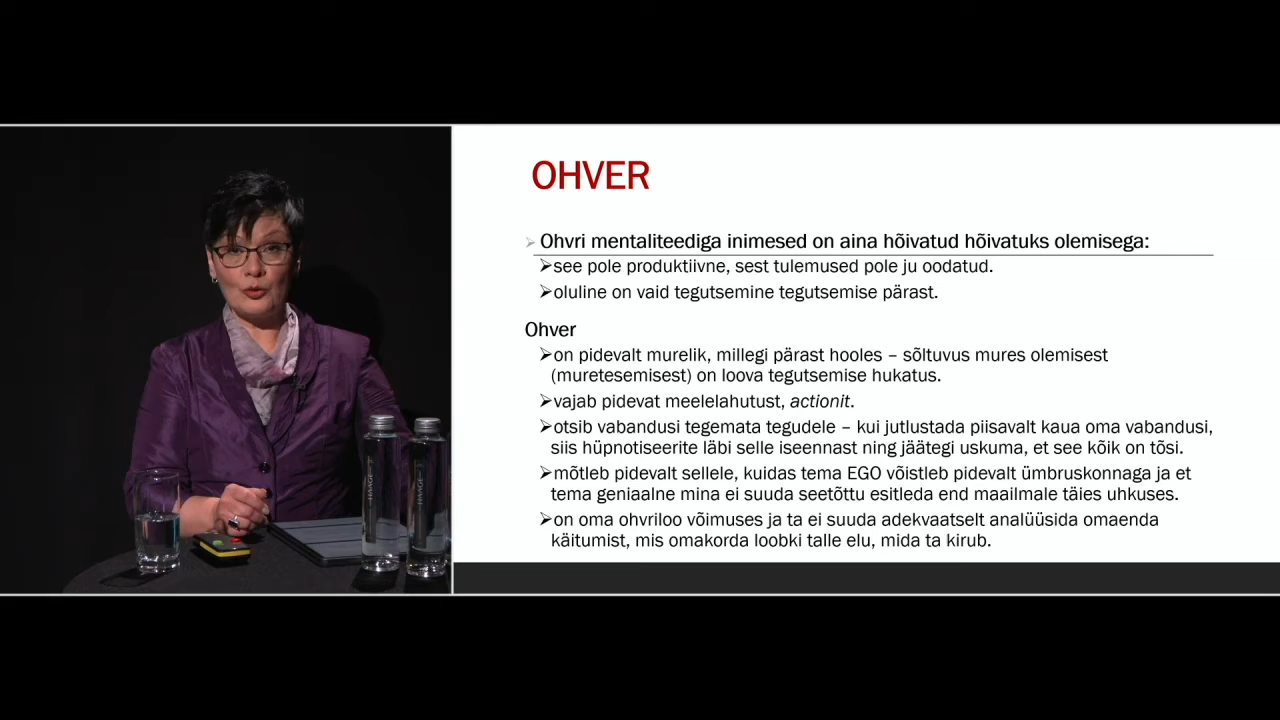 OHVER
Ohvri mentaliteediga inimesed on aina hõivatud hõivatuks olemisega:
see pole produktiivne, sest tulemused pole ju oodatud.
oluline on vaid tegutsemine tegutsemise pärast.
Ohver
on pidevalt murelik, millegi pärast hooles – sõltuvus mures olemisest
(muretesemisest) on loova tegutsemise hukatus.
vajab pidevat meelelahutust, actionit.
otsib vabandusi tegemata tegudele – kui jutlustada piisavalt kaua oma vabandusi,
siis hüpnotiseerite läbi selle iseennast ning jäätegi uskuma, et see kõik on tõsi.
mõtleb pidevalt sellele, kuidas tema EGO võistleb pidevalt ümbruskonnaga ja et
tema geniaalne mina ei suuda seetõttu esitleda end maailmale täies uhkuses.
on oma ohvriloo võimuses ja ta ei suuda adekvaatselt analüüsida omaenda
käitumist, mis omakorda loobki talle elu, mida ta kirub.